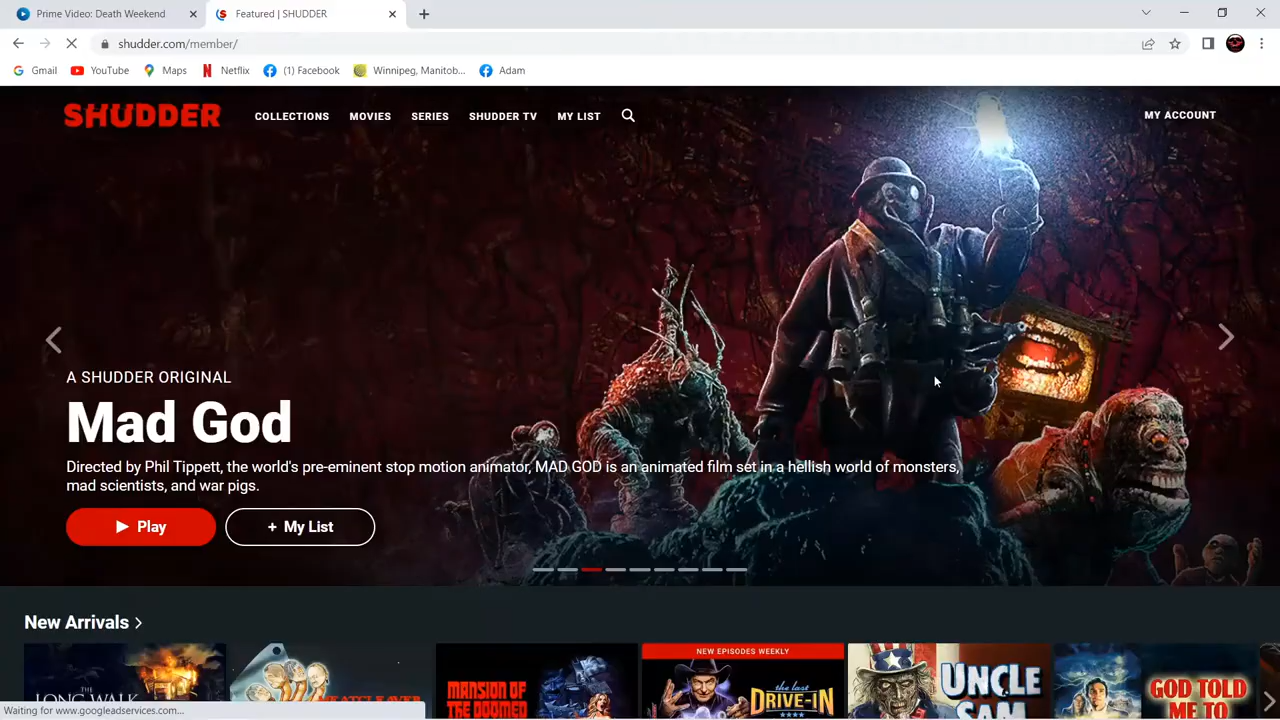 Prime Video: Death Weekend
Featured | SHUDDER
shudder.com/member/
Gmail YouTube Maps Netflix (1) Facebook Winnipeg, Manitob... Adam
SHUDDER COLLECTIONS MOVIES SERIES SHUDDER TV MY LIST MY ACCOUNT
A SHUDDER ORIGINAL
Mad God
Directed by Phil Tippett, the world's pre-eminent stop motion animator, MAD GOD is an animated film set in a hellish world of monsters,
mad scientists, and war pigs.
Play + My List
New Arrivals >
NEW EPISODES WEEKLY
THE
LONG WALK
MEATCLEAVER
MANSION OF
THE DOOMED
the last
DRIVE-IN
UNCLE
SAM
GOD TOLD
ME TO
Waiting for www.googleadservices.com...